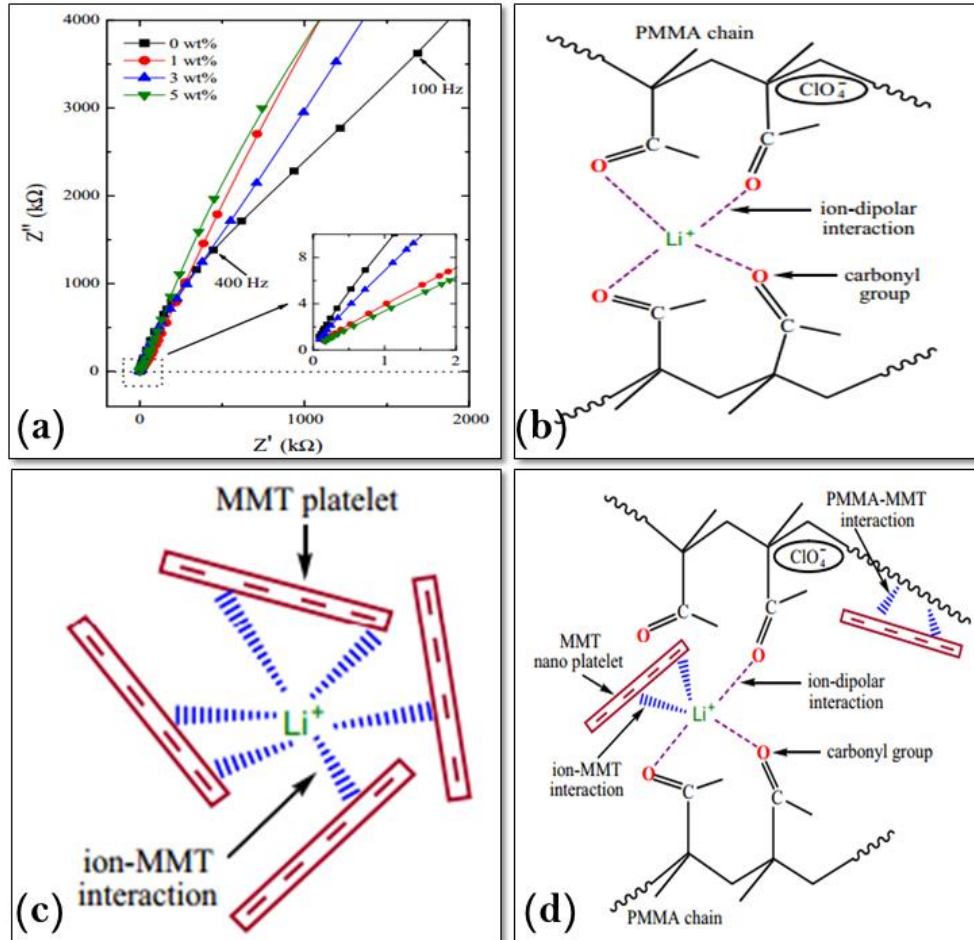 4000
3000
2000
1000
0
Z" (kΩ)
0 wt%
1 wt%
3 wt%
5 wt%
100 Hz
400 Hz
8
4
0
0
1
2
0
1000
2000
Z' (kΩ)
(a)
PMMA chain
ClO₄⁻
C
C
O
O
ion-dipolar
interaction
Li⁺
O
O
carbonyl
group
C
C
(b)
MMT platelet
Li⁺
ion-MMT
interaction
(c)
PMMA-MMT
interaction
ClO₄⁻
C
C
O
O
MMT
nano platelet
ion-dipolar
interaction
Li⁺
ion-MMT
interaction
O
O
carbonyl group
C
C
PMMA chain
(d)